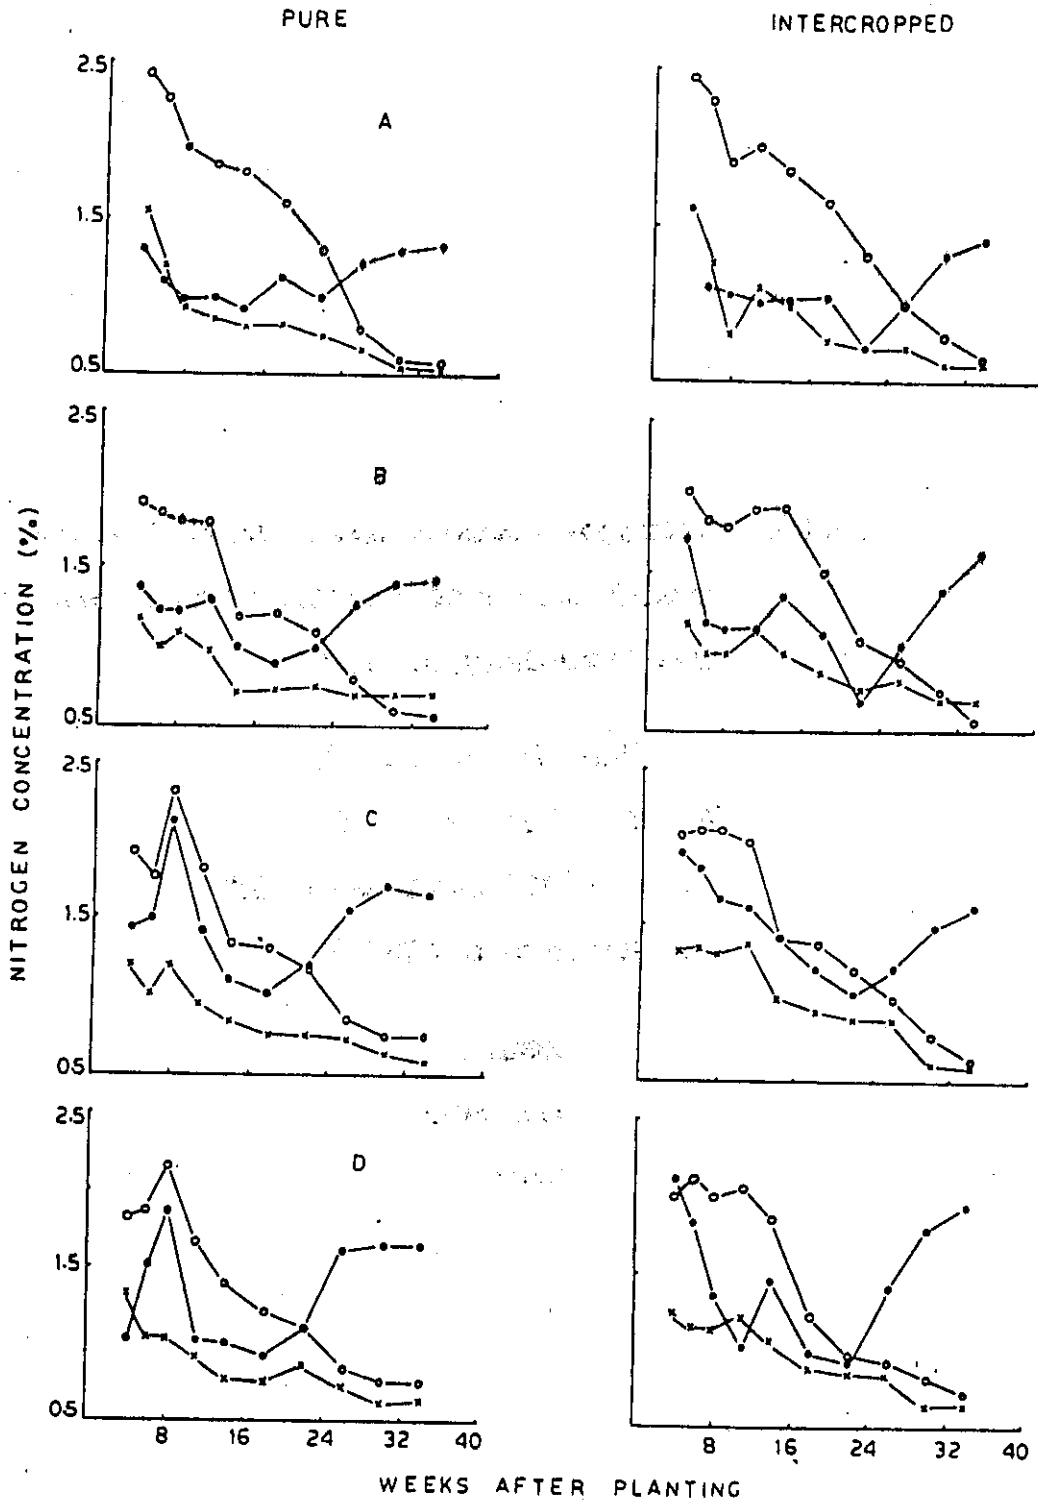 PURE INTERCROPPED
2.5
A
1.5
0.5
2.5
B
1.5
0.5
2.5
C
1.5
0.5
2.5
D
1.5
0.5
8 16 24 32 40 8 16 24 32 40
NITROGEN CONCENTRATION (%)
WEEKS AFTER PLANTING